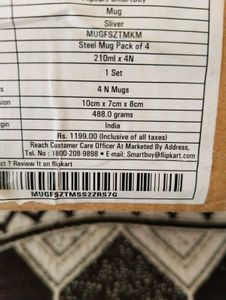 Flipkart SmartBuy
Mug
Sliver
MUGFSZTMKM
Steel Mug Pack of 4
210ml x 4N
1 Set
4 N Mugs
sion 10cm x 7cm x 8cm
488.0 grams
gin India
Rs. 1199.00 (Inclusive of all taxes)
Reach Customer Care Officer At Marketed By Address,
Tel. No : 1800-208-9898 • E-mail: Smartbuy@flipkart.com
ct ? Review It on flipkart
MUGFSZTMSS2ZRS7G